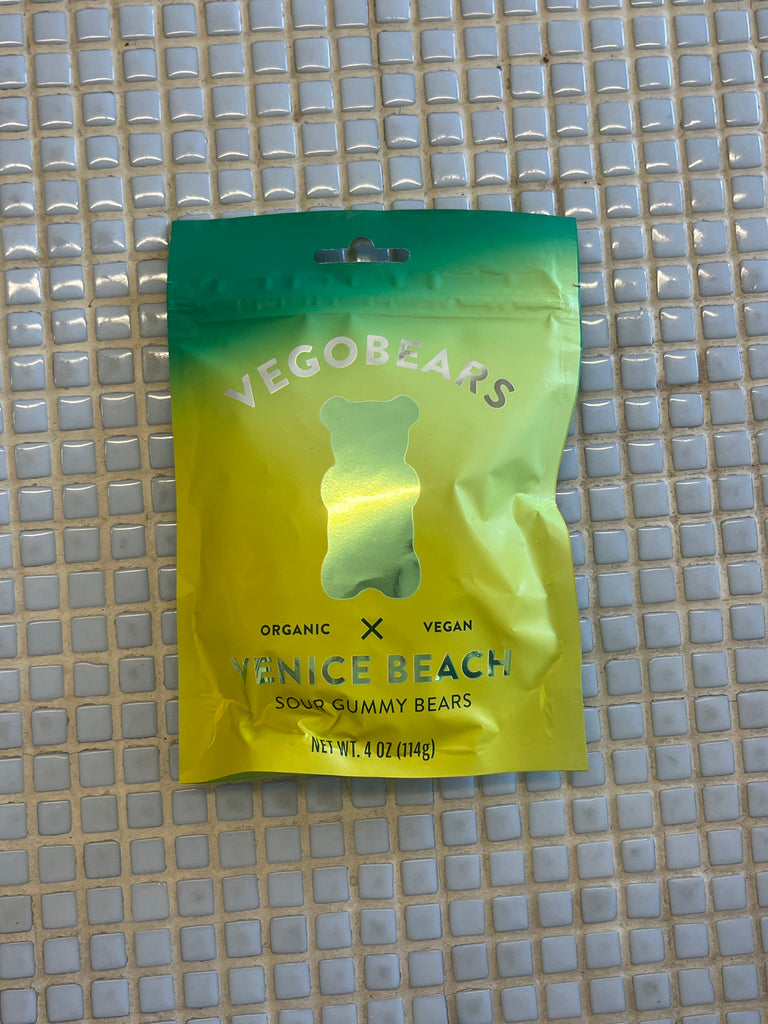 VEGOBEARS
ORGANIC X VEGAN
VENICE BEACH
SOUR GUMMY BEARS
NET WT. 4 OZ (114g)